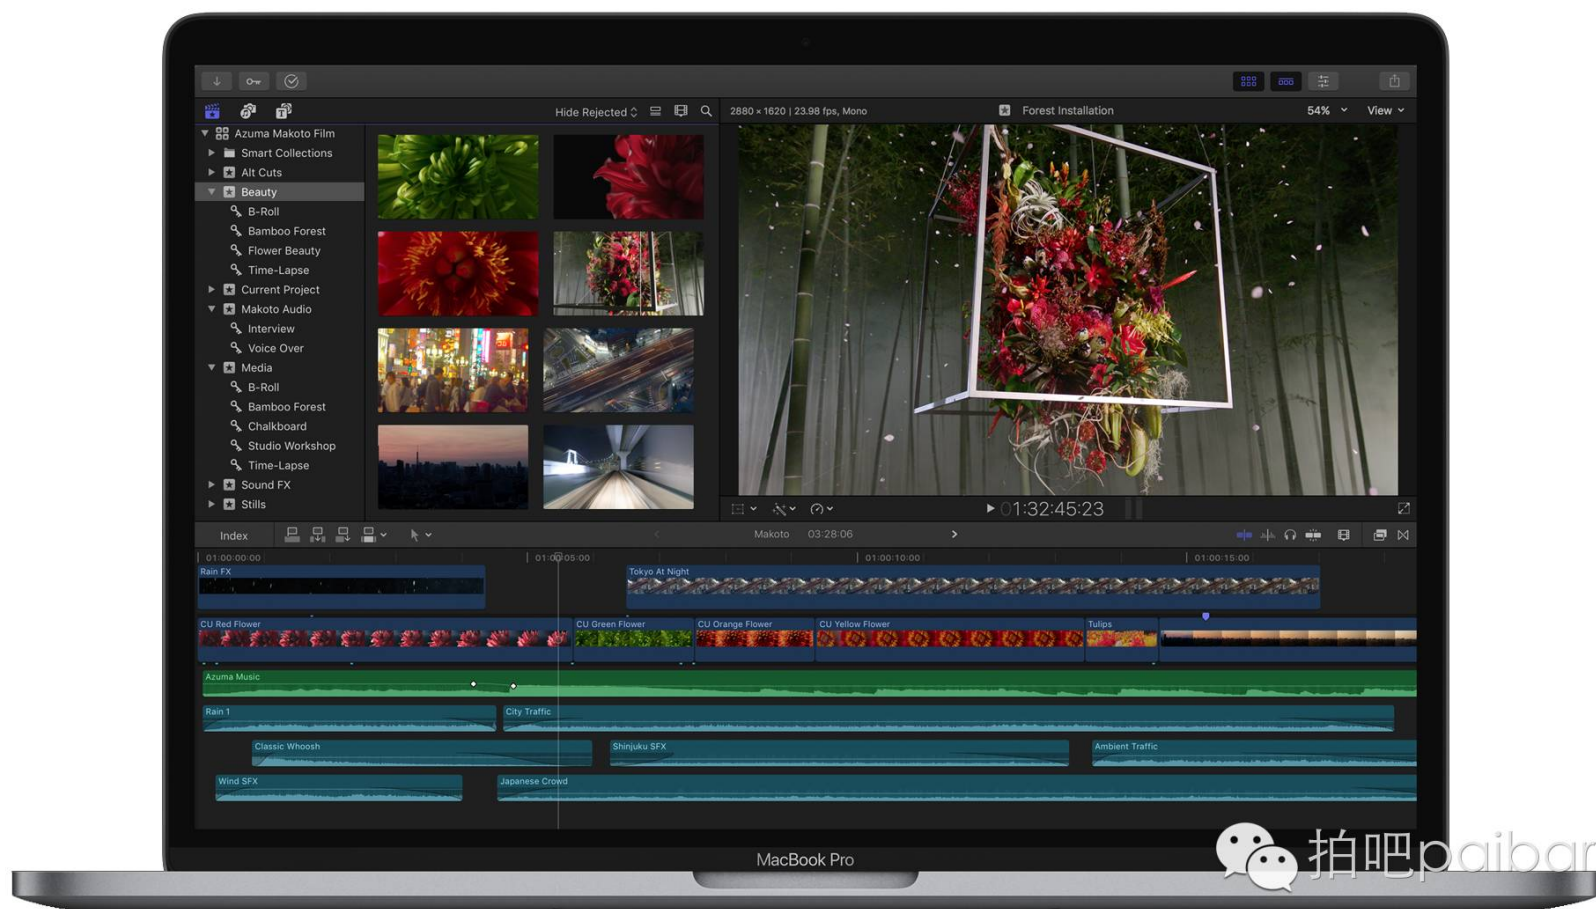 Hide Rejected
2880 × 1620 | 23.98 fps, Mono
Forest Installation
54%
View
Azuma Makoto Film
Smart Collections
Alt Cuts
Beauty
B-Roll
Bamboo Forest
Flower Beauty
Time-Lapse
Current Project
Makoto Audio
Interview
Voice Over
Media
B-Roll
Bamboo Forest
Chalkboard
Studio Workshop
Time-Lapse
Sound FX
Stills
01:32:45:23
Index
Makoto 03:28:06
01:00:00:00
01:00:05:00
01:00:10:00
01:00:15:00
Rain FX
Tokyo At Night
CU Red Flower
CU Green Flower
CU Orange Flower
CU Yellow Flower
Tulips
Azuma Music
Rain 1
City Traffic
Classic Whoosh
Shinjuku SFX
Ambient Traffic
Wind SFX
Japanese Crowd
MacBook Pro
拍吧paibar